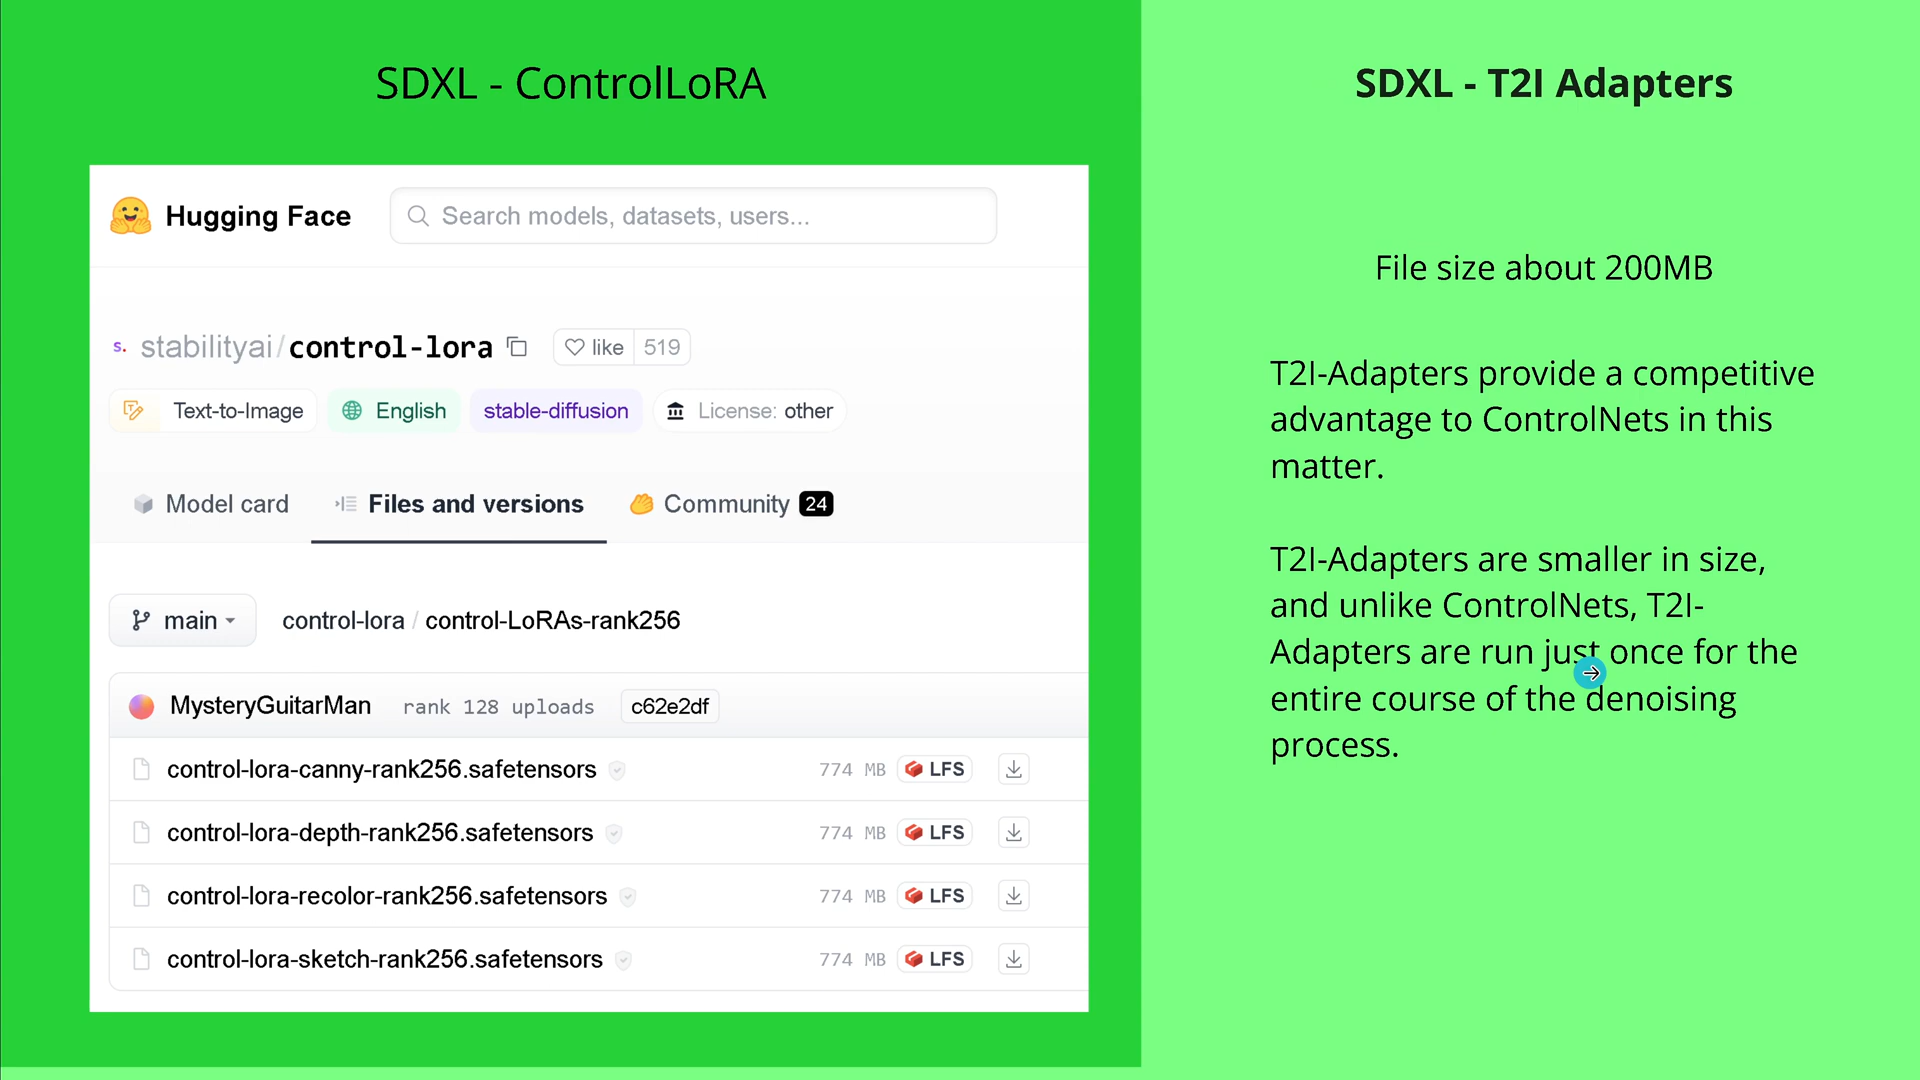 SDXL - ControlLoRA
Hugging Face
Search models, datasets, users...
s. stabilityai/control-lora
like 519
Text-to-Image English stable-diffusion License: other
Model card Files and versions Community 24
main control-lora / control-LoRAs-rank256
MysteryGuitarMan rank 128 uploads c62e2df
control-lora-canny-rank256.safetensors 774 MB LFS
control-lora-depth-rank256.safetensors 774 MB LFS
control-lora-recolor-rank256.safetensors 774 MB LFS
control-lora-sketch-rank256.safetensors 774 MB LFS
SDXL - T2I Adapters
File size about 200MB
T2I-Adapters provide a competitive
advantage to ControlNets in this
matter.
T2I-Adapters are smaller in size,
and unlike ControlNets, T2I-
Adapters are run just once for the
entire course of the denoising
process.